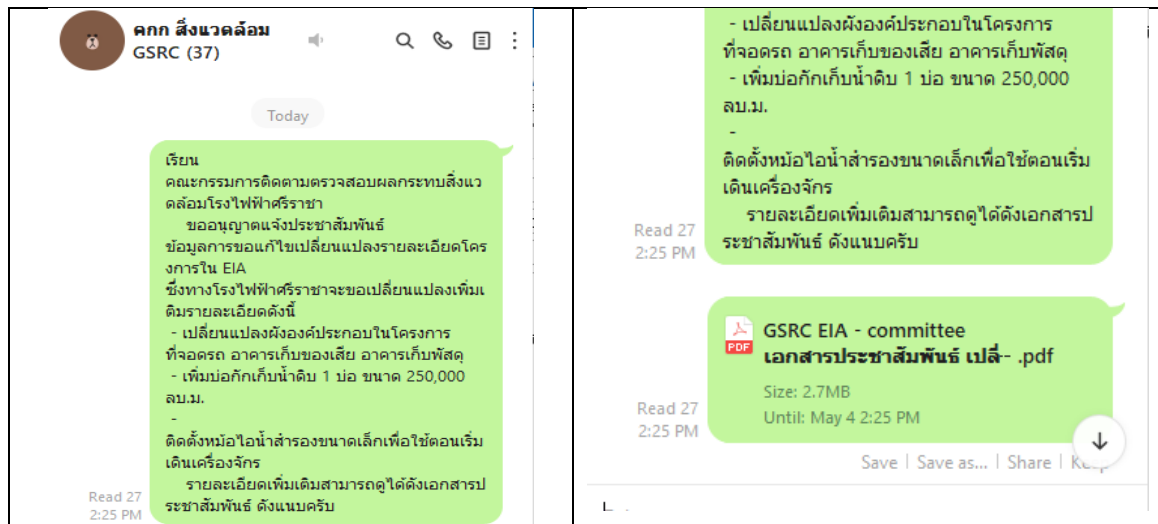 คกก สิ่งแวดล้อม
GSRC (37)
Today
เรียน
คณะกรรมการติดตามตรวจสอบผลกระทบสิ่งแว
ดล้อมโรงไฟฟ้าศรีราชา
ขออนุญาตแจ้งประชาสัมพันธ์
ข้อมูลการขอแก้ไขเปลี่ยนแปลงรายละเอียดโคร
งการใน EIA
ซึ่งทางโรงไฟฟ้าศรีราชาจะขอเปลี่ยนแปลงเพิ่มเ
ติมรายละเอียดดังนี้
- เปลี่ยนแปลงผังองค์ประกอบในโครงการ
ที่จอดรถ อาคารเก็บของเสีย อาคารเก็บพัสดุ
- เพิ่มบ่อกักเก็บน้ำดิบ 1 บ่อ ขนาด 250,000
ลบ.ม.
-
ติดตั้งหม้อไอน้ำสำรองขนาดเล็กเพื่อใช้ตอนเริ่ม
เดินเครื่องจักร
รายละเอียดเพิ่มเติมสามารถดูได้ดังเอกสารป
ระชาสัมพันธ์ ดังแนบครับ
Read 27
2:25 PM
- เปลี่ยนแปลงผังองค์ประกอบในโครงการ
ที่จอดรถ อาคารเก็บของเสีย อาคารเก็บพัสดุ
- เพิ่มบ่อกักเก็บน้ำดิบ 1 บ่อ ขนาด 250,000
ลบ.ม.
-
ติดตั้งหม้อไอน้ำสำรองขนาดเล็กเพื่อใช้ตอนเริ่ม
เดินเครื่องจักร
รายละเอียดเพิ่มเติมสามารถดูได้ดังเอกสารป
ระชาสัมพันธ์ ดังแนบครับ
Read 27
2:25 PM
PDF
GSRC EIA - committee
เอกสารประชาสัมพันธ์ เปลี่-- .pdf
Size: 2.7MB
Until: May 4 2:25 PM
Read 27
2:25 PM
Save | Save as... | Share |